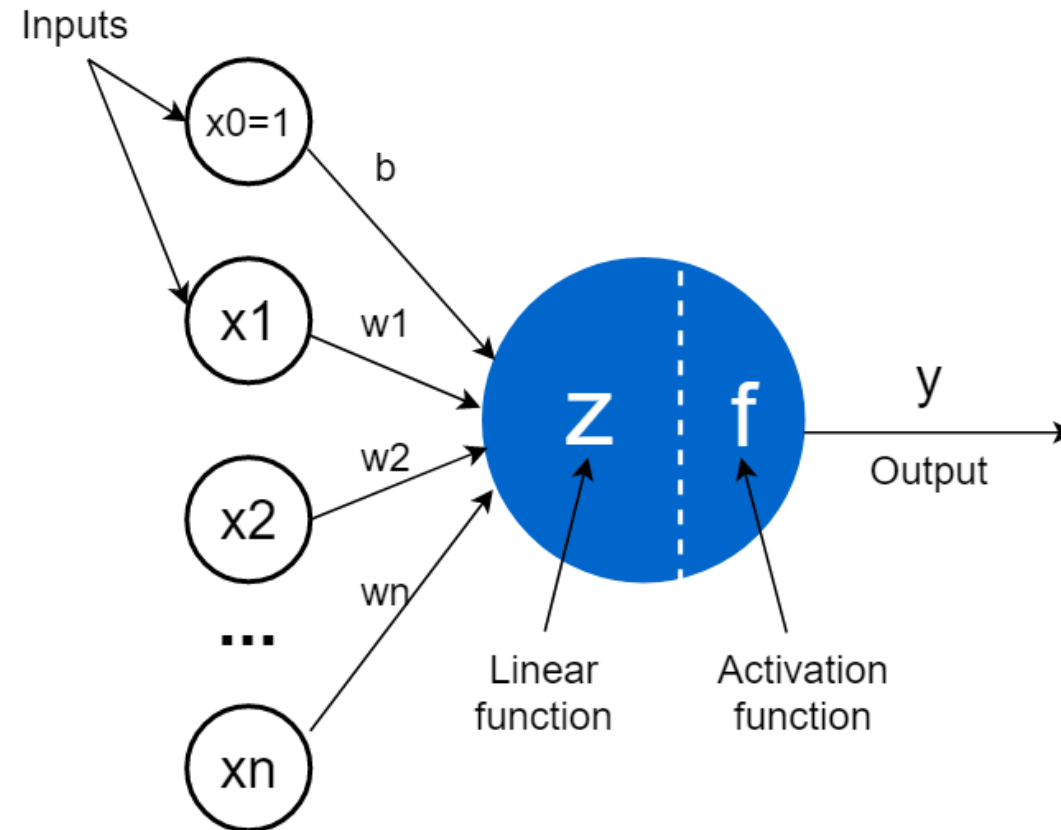 Inputs
x0=1
b
x1
w1
x2
w2
wn
...
xn
z
f
y
Output
Linear
function
Activation
function